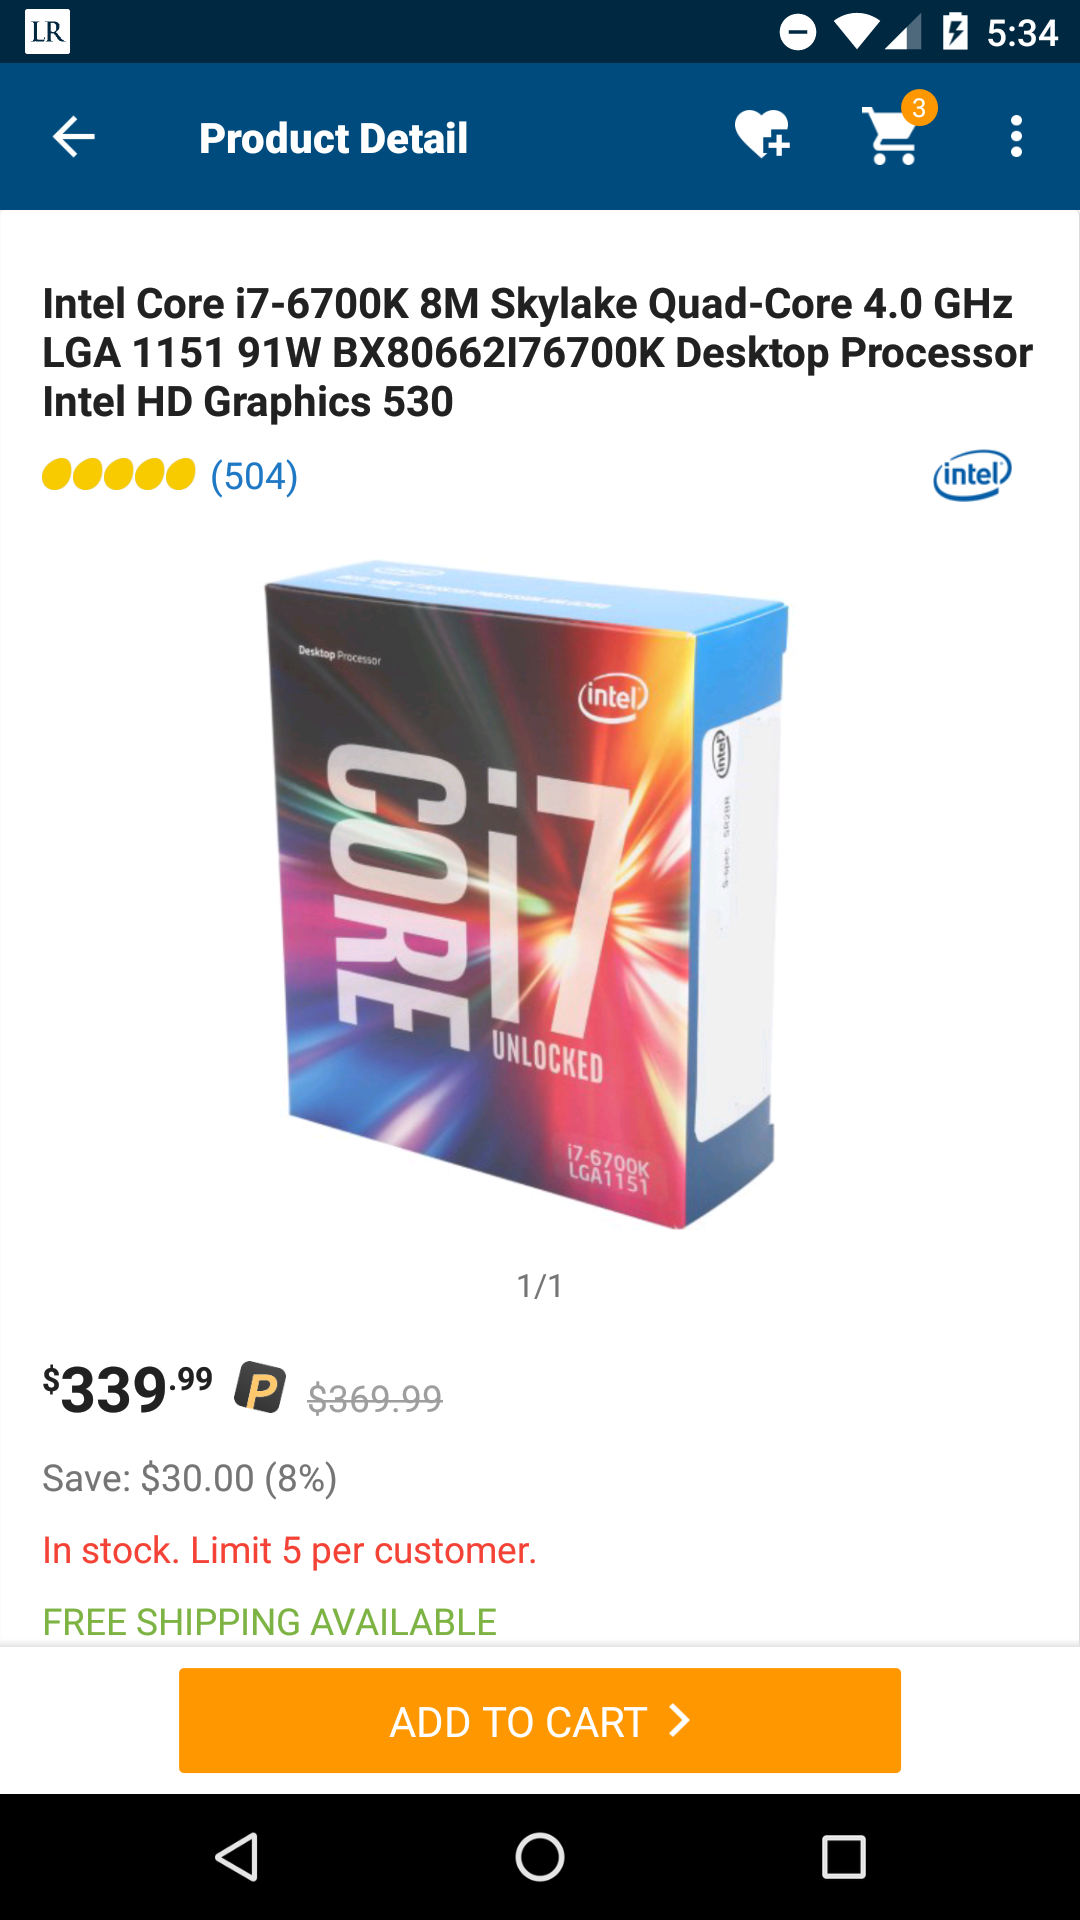 LR
5:34
Product Detail
3
Intel Core i7-6700K 8M Skylake Quad-Core 4.0 GHz
LGA 1151 91W BX80662I76700K Desktop Processor
Intel HD Graphics 530
(504)
intel
Desktop Processor
intel
CORE i7
UNLOCKED
i7-6700K
LGA1151
intel
1/1
$339.99
P
$369.99
Save: $30.00 (8%)
In stock. Limit 5 per customer.
FREE SHIPPING AVAILABLE
ADD TO CART